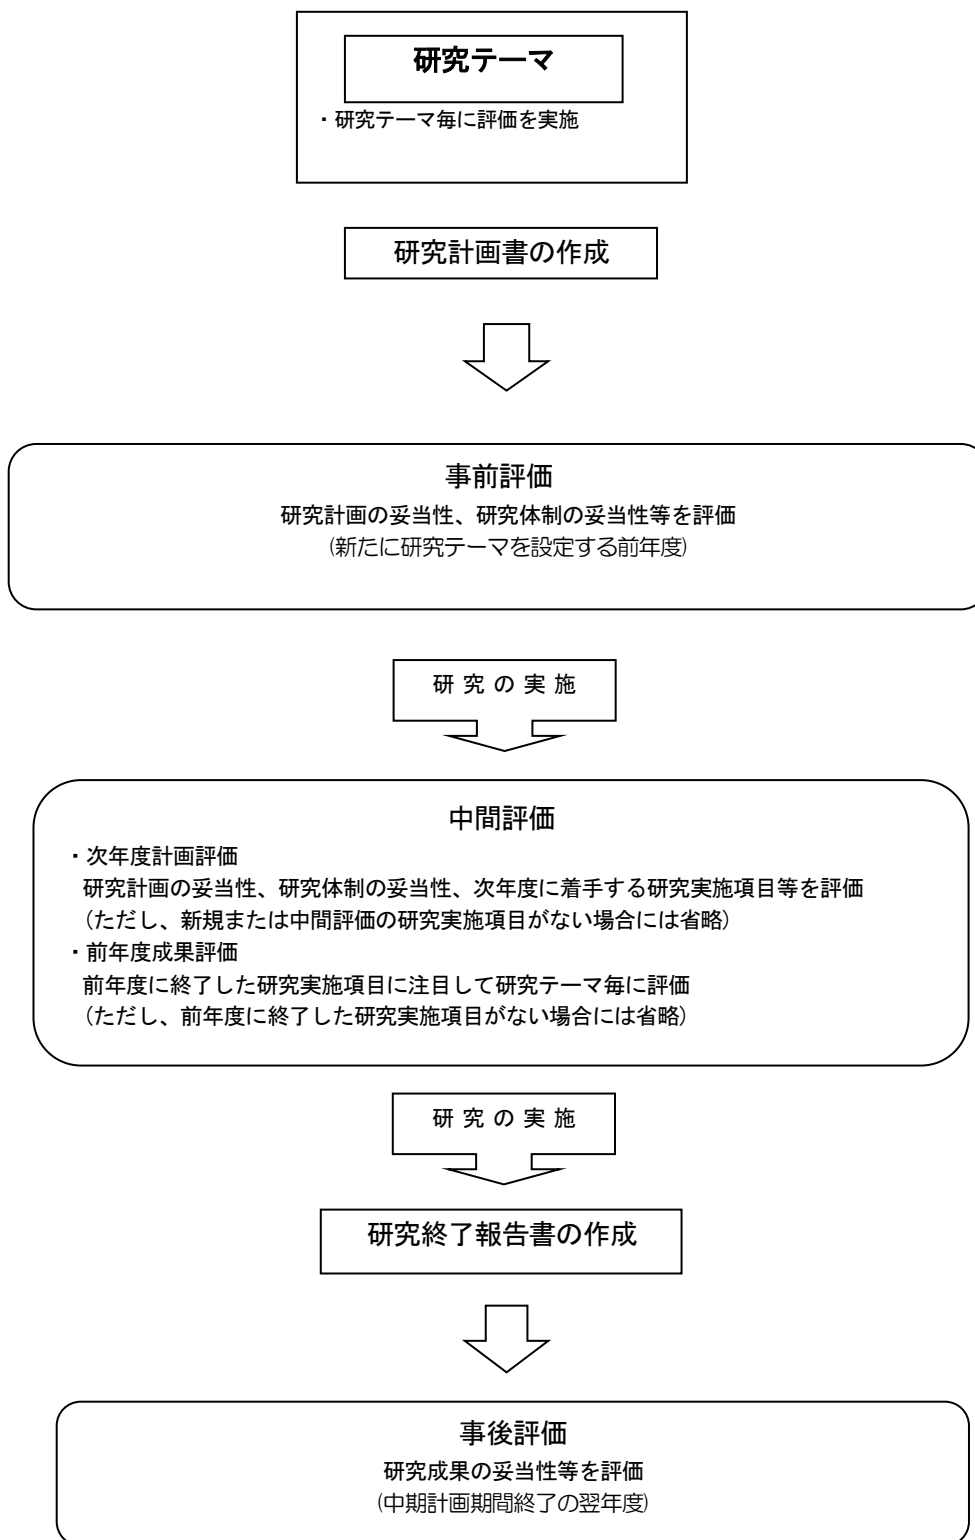 研究テーマ
・研究テーマ毎に評価を実施
研究計画書の作成
事前評価
研究計画の妥当性、研究体制の妥当性等を評価
(新たに研究テーマを設定する前年度)
研究の実施
中間評価
・次年度計画評価
研究計画の妥当性、研究体制の妥当性、次年度に着手する研究実施項目等を評価
(ただし、新規または中間評価の研究実施項目がない場合には省略)
・前年度成果評価
前年度に終了した研究実施項目に注目して研究テーマ毎に評価
(ただし、前年度に終了した研究実施項目がない場合には省略)
研究の実施
研究終了報告書の作成
事後評価
研究成果の妥当性等を評価
(中期計画期間終了の翌年度)